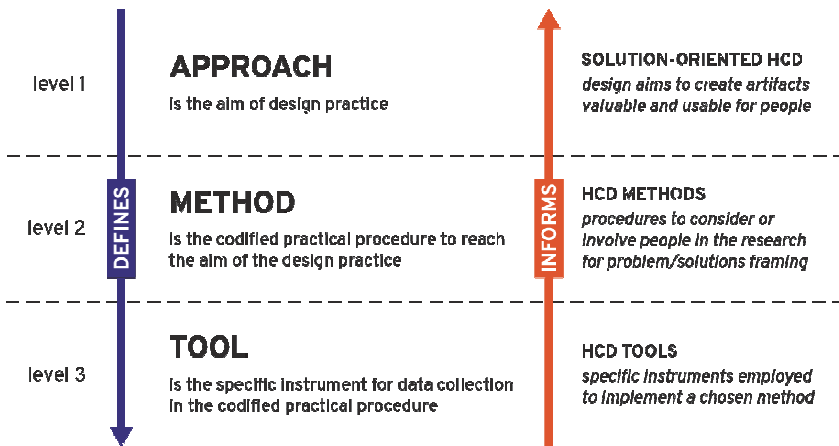 level 1
APPROACH
is the aim of design practice
SOLUTION-ORIENTED HCD
design aims to create artifacts
valuable and usable for people
DEFINES
INFORMS
level 2
METHOD
is the codified practical procedure to reach
the aim of the design practice
HCD METHODS
procedures to consider or
involve people in the research
for problem/solutions framing
level 3
TOOL
is the specific instrument for data collection
in the codified practical procedure
HCD TOOLS
specific instruments employed
to implement a chosen method